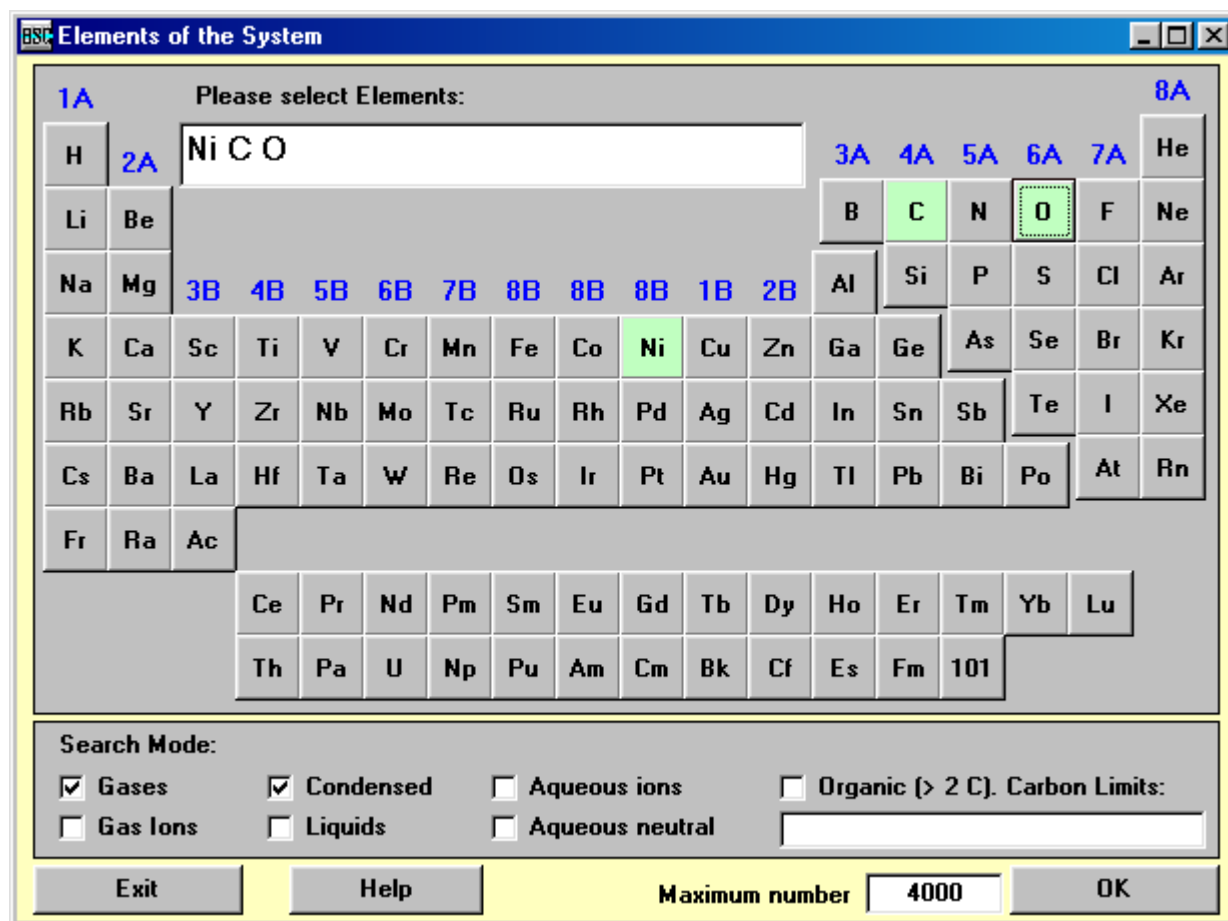 HSC Elements of the System
1A Please select Elements: 8A
H 2A Ni C O 3A 4A 5A 6A 7A He
Li Be B C N O F Ne
Na Mg 3B 4B 5B 6B 7B 8B 8B 8B 1B 2B Al Si P S Cl Ar
K Ca Sc Ti V Cr Mn Fe Co Ni Cu Zn Ga Ge As Se Br Kr
Rb Sr Y Zr Nb Mo Tc Ru Rh Pd Ag Cd In Sn Sb Te I Xe
Cs Ba La Hf Ta W Re Os Ir Pt Au Hg Tl Pb Bi Po At Rn
Fr Ra Ac
Ce Pr Nd Pm Sm Eu Gd Tb Dy Ho Er Tm Yb Lu
Th Pa U Np Pu Am Cm Bk Cf Es Fm 101
Search Mode:
Gases Condensed Aqueous ions Organic (> 2 C). Carbon Limits:
Gas Ions Liquids Aqueous neutral
Exit Help Maximum number 4000 OK